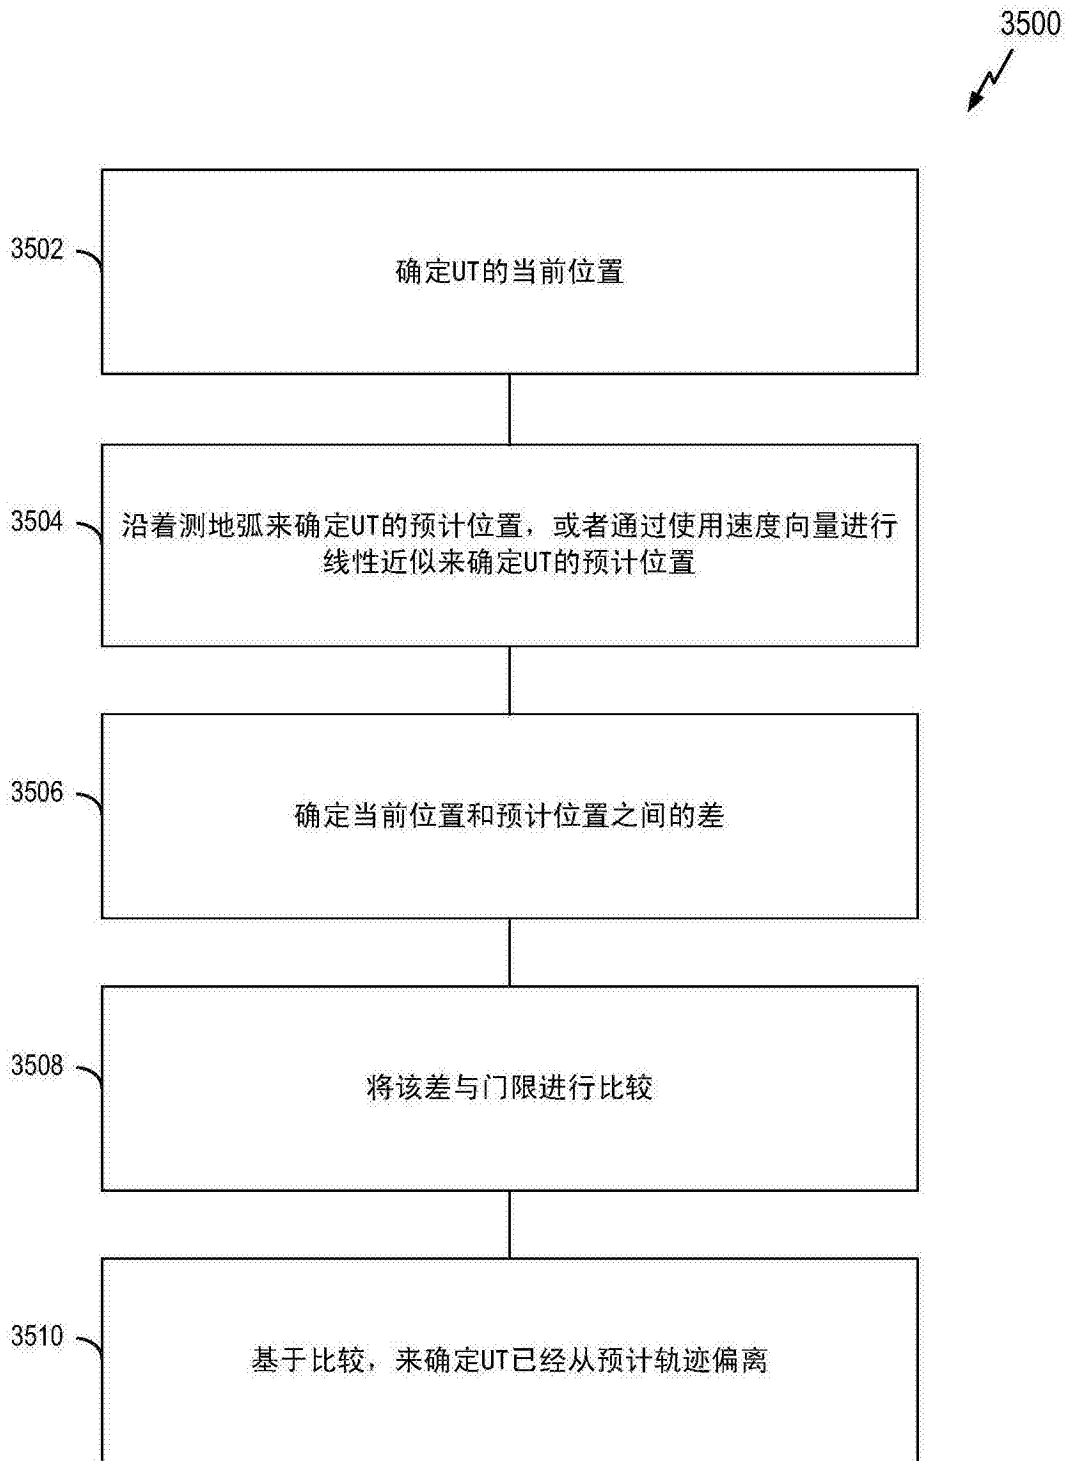 3500
3502
确定UT的当前位置
3504
沿着测地弧来确定UT的预计位置，或者通过使用速度向量进行
线性近似来确定UT的预计位置
3506
确定当前位置和预计位置之间的差
3508
将该差与门限进行比较
3510
基于比较，来确定UT已经从预计轨迹偏离